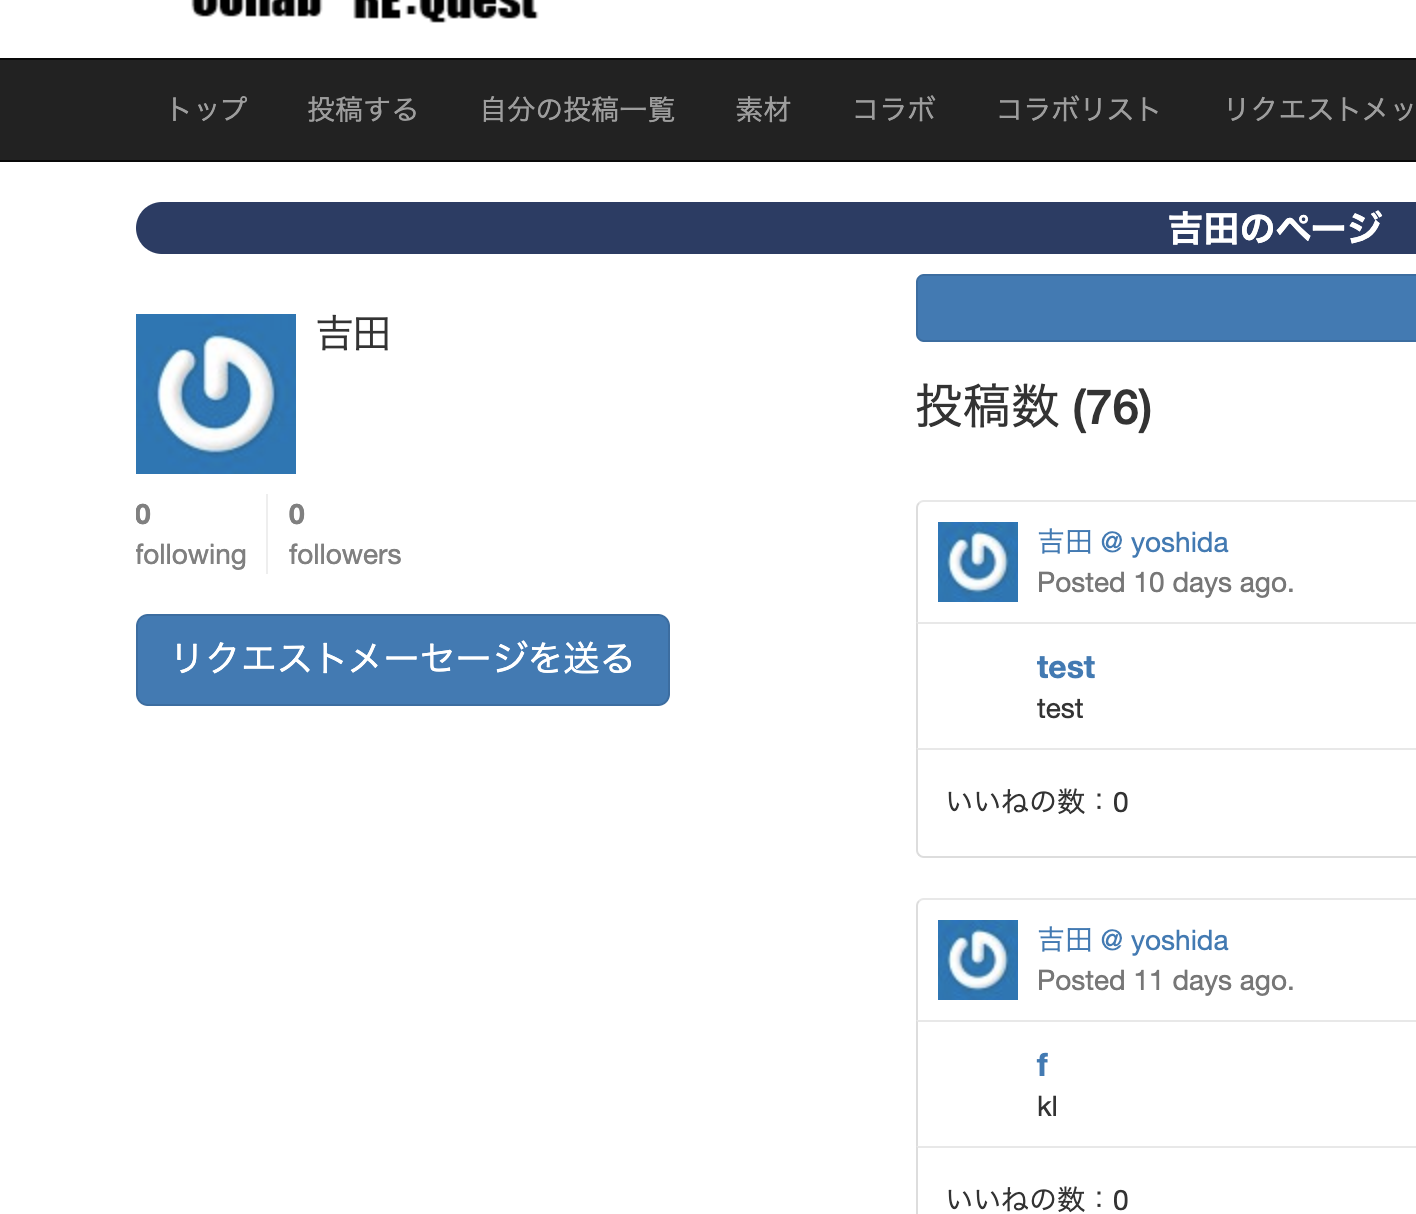 Collab RE:Quest
トップ 投稿する 自分の投稿一覧 素材 コラボ コラボリスト リクエストメッ
吉田のページ
吉田
0 following
0 followers
リクエストメーセージを送る
投稿数 (76)
吉田 @ yoshida
Posted 10 days ago.
test
test
いいねの数：0
吉田 @ yoshida
Posted 11 days ago.
f
kl
いいねの数：0